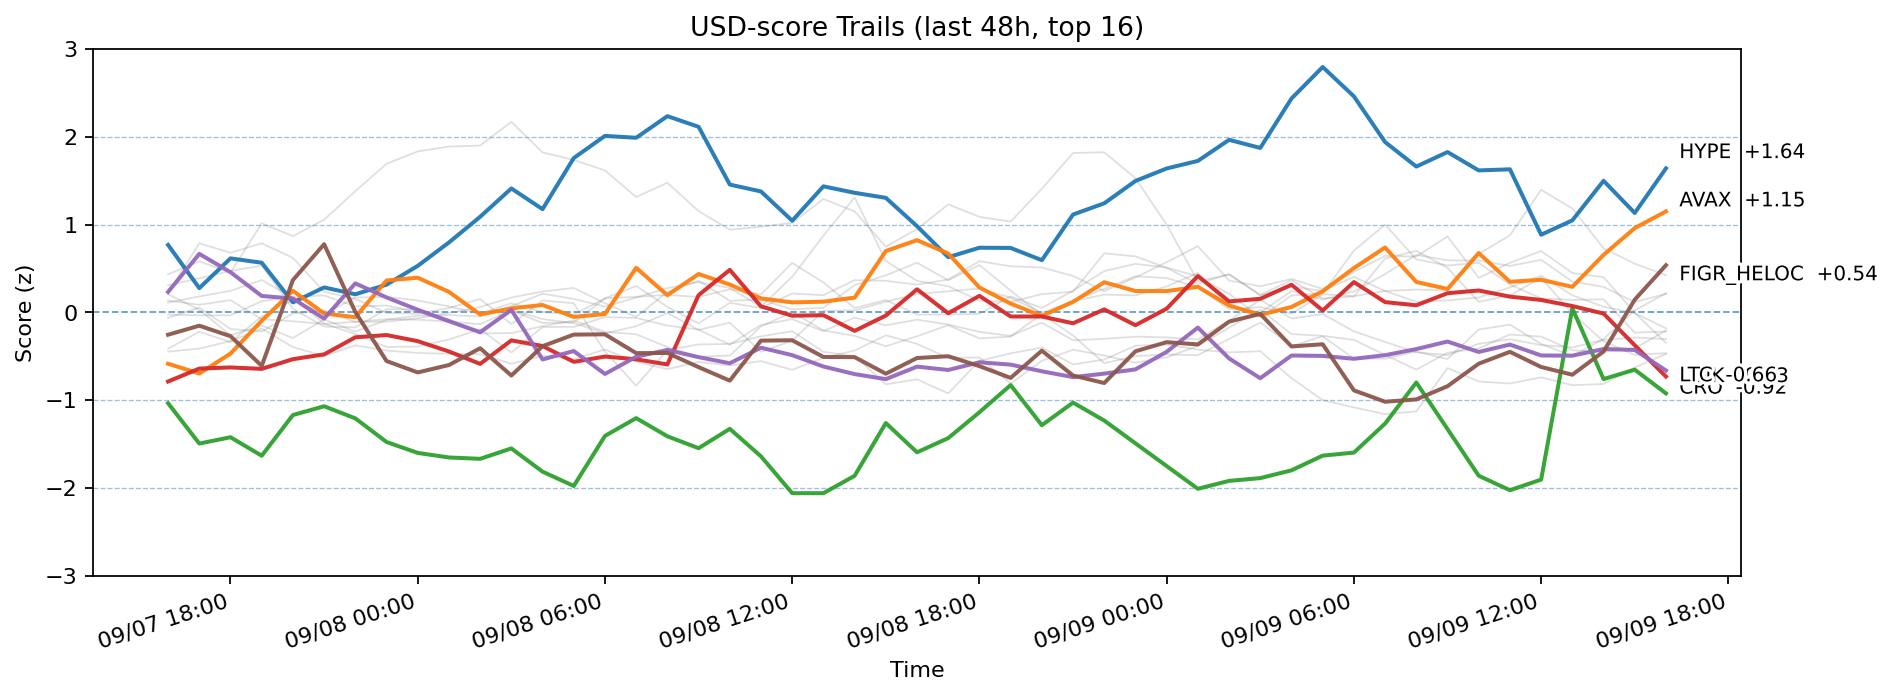 USD-score Trails (last 48h, top 16)
Score (z)
3
2
1
0
−1
−2
−3
HYPE +1.64
AVAX +1.15
FIGR_HELOC +0.54
CRO -0.92
09/07 18:00
09/08 00:00
09/08 06:00
09/08 12:00
09/08 18:00
09/09 00:00
09/09 06:00
09/09 12:00
09/09 18:00
Time